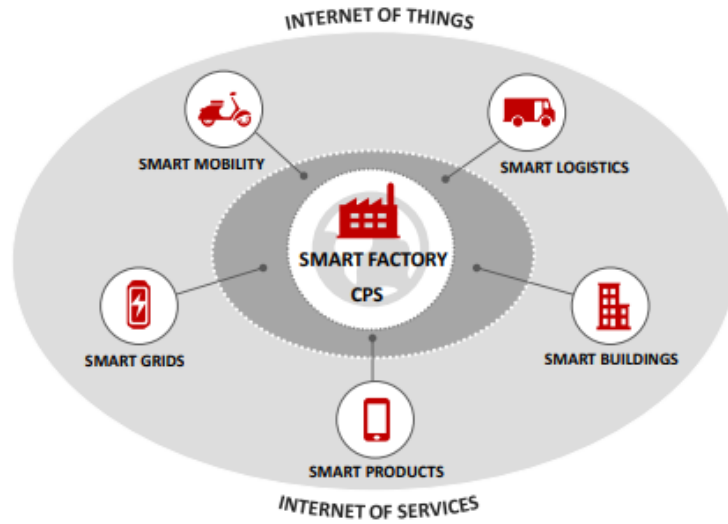 INTERNET OF THINGS
SMART MOBILITY
SMART LOGISTICS
SMART FACTORY
CPS
SMART GRIDS
SMART BUILDINGS
SMART PRODUCTS
INTERNET OF SERVICES